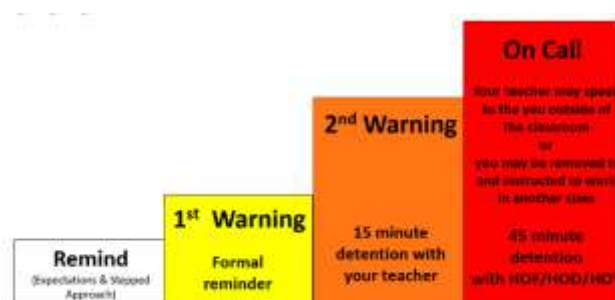 Remind
(Expectations & Stepped
Approach)
1st Warning
Formal
reminder
2nd Warning
15 minute
detention with
your teacher
On Call
Your teacher may speak
to the you outside of
the classroom
or
you may be removed
and instructed to work
in another class
45 minute
detention
with HOF/HOD/